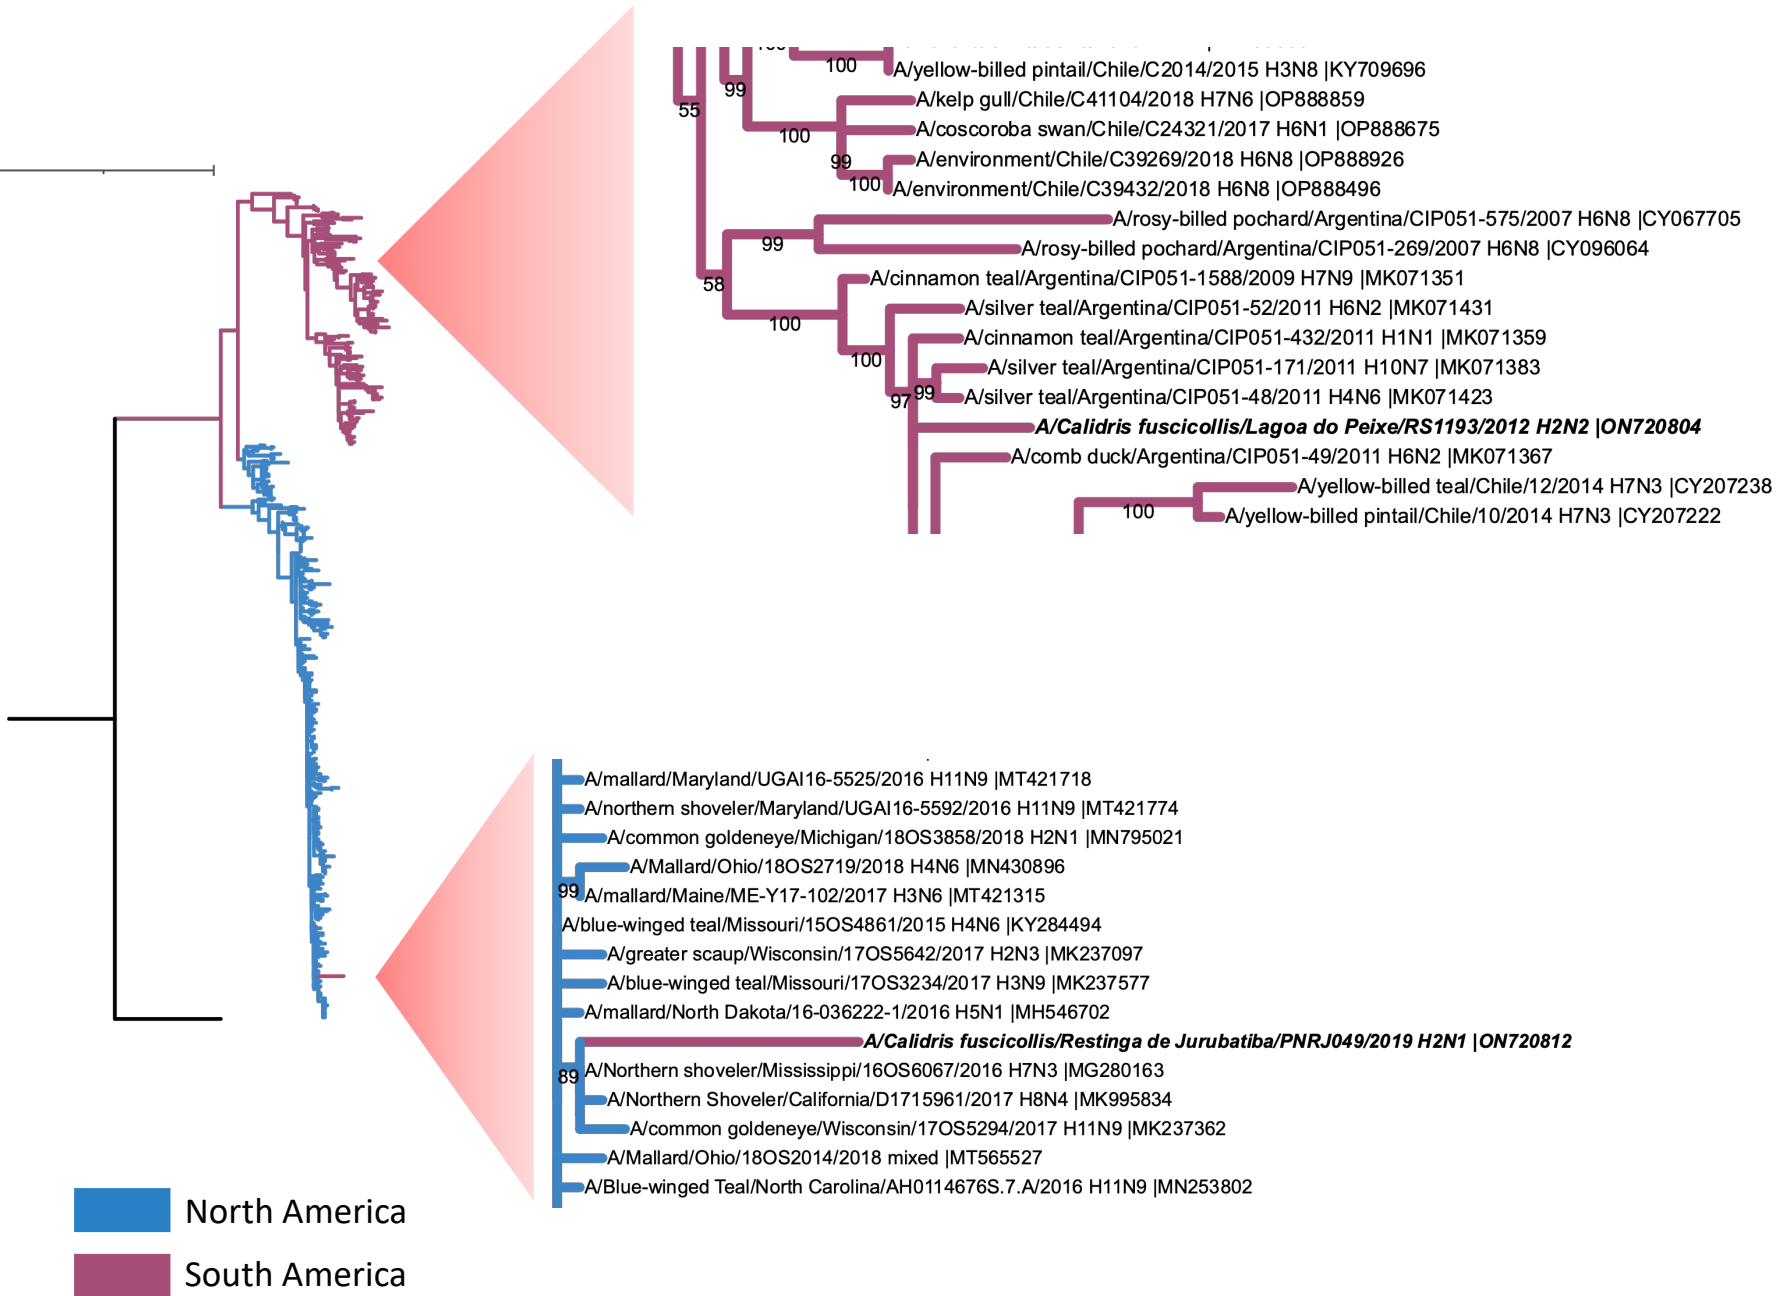 100
A/yellow-billed pintail/Chile/C2014/2015 H3N8 |KY709696
99
A/kelp gull/Chile/C41104/2018 H7N6 |OP888859
55
A/coscoroba swan/Chile/C24321/2017 H6N1 |OP888675
100
A/environment/Chile/C39269/2018 H6N8 |OP888926
99
100
A/environment/Chile/C39432/2018 H6N8 |OP888496
A/rosy-billed pochard/Argentina/CIP051-575/2007 H6N8 |CY067705
99
A/rosy-billed pochard/Argentina/CIP051-269/2007 H6N8 |CY096064
A/cinnamon teal/Argentina/CIP051-1588/2009 H7N9 |MK071351
58
A/silver teal/Argentina/CIP051-52/2011 H6N2 |MK071431
100
A/cinnamon teal/Argentina/CIP051-432/2011 H1N1 |MK071359
100
A/silver teal/Argentina/CIP051-171/2011 H10N7 |MK071383
99
A/silver teal/Argentina/CIP051-48/2011 H4N6 |MK071423
97
A/Calidris fuscicollis/Lagoa do Peixe/RS1193/2012 H2N2 |ON720804
A/comb duck/Argentina/CIP051-49/2011 H6N2 |MK071367
A/yellow-billed teal/Chile/12/2014 H7N3 |CY207238
100
A/yellow-billed pintail/Chile/10/2014 H7N3 |CY207222
A/mallard/Maryland/UGAI16-5525/2016 H11N9 |MT421718
A/northern shoveler/Maryland/UGAI16-5592/2016 H11N9 |MT421774
A/common goldeneye/Michigan/18OS3858/2018 H2N1 |MN795021
A/Mallard/Ohio/18OS2719/2018 H4N6 |MN430896
99
A/mallard/Maine/ME-Y17-102/2017 H3N6 |MT421315
A/blue-winged teal/Missouri/15OS4861/2015 H4N6 |KY284494
A/greater scaup/Wisconsin/17OS5642/2017 H2N3 |MK237097
A/blue-winged teal/Missouri/17OS3234/2017 H3N9 |MK237577
A/mallard/North Dakota/16-036222-1/2016 H5N1 |MH546702
A/Calidris fuscicollis/Restinga de Jurubatiba/PNRJ049/2019 H2N1 |ON720812
89
A/Northern shoveler/Mississippi/16OS6067/2016 H7N3 |MG280163
A/Northern Shoveler/California/D1715961/2017 H8N4 |MK995834
A/common goldeneye/Wisconsin/17OS5294/2017 H11N9 |MK237362
A/Mallard/Ohio/18OS2014/2018 mixed |MT565527
A/Blue-winged Teal/North Carolina/AH0114676S.7.A/2016 H11N9 |MN253802
North America
South America